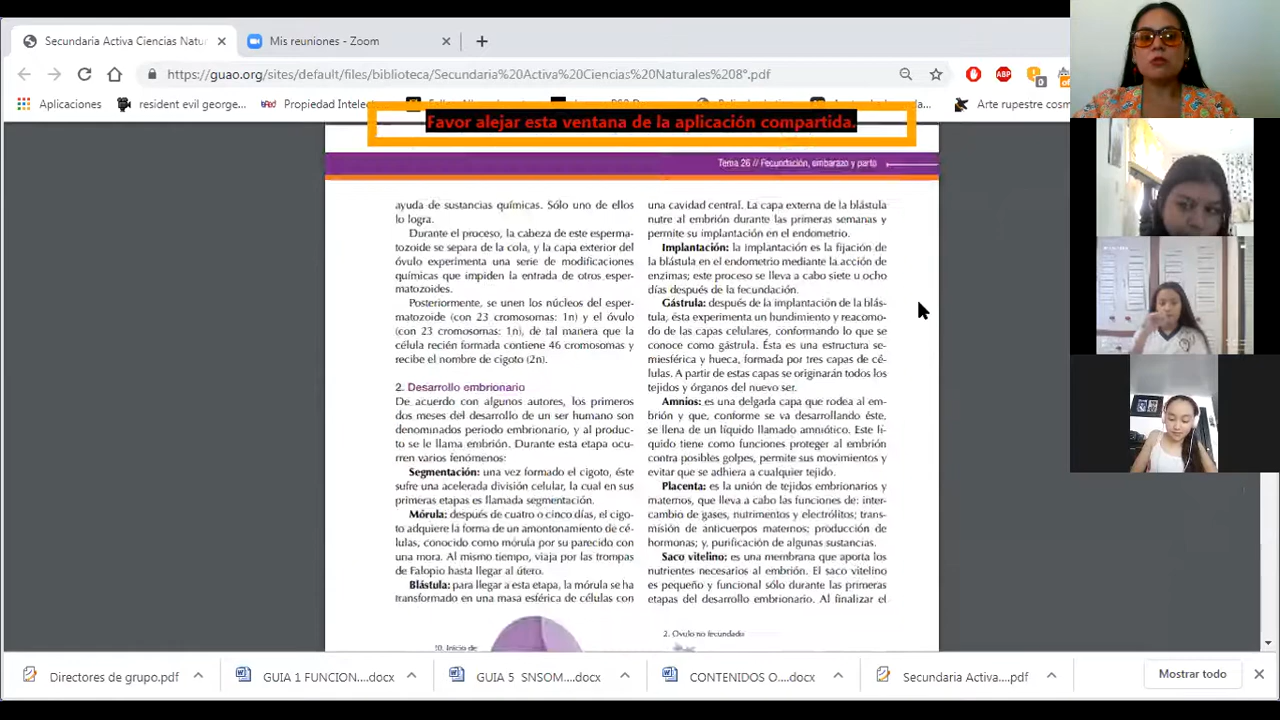 Secundaria Activa Ciencias Natur
Mis reuniones - Zoom
https://guao.org/sites/default/files/biblioteca/Secundaria%20Activa%20Ciencias%20Naturales%208°.pdf
ABP
0
Aplicaciones
resident evil george...
Propiedad Intelect
Arte rupestre cosm
Favor alejar esta ventana de la aplicación compartida.
Tema 26 // Fecundación, embarazo y parto
ayuda de sustancias químicas. Sólo uno de ellos
lo logra.
Durante el proceso, la cabeza de este esperma-
tozoide se separa de la cola, y la capa exterior del
óvulo experimenta una serie de modificaciones
químicas que impiden la entrada de otros esper-
matozoides.
Posteriormente, se unen los núcleos del esper-
matozoide (con 23 cromosomas: 1n) y el óvulo
(con 23 cromosomas: 1n), de tal manera que la
célula recién formada contiene 46 cromosomas y
recibe el nombre de cigoto (2n).
2. Desarrollo embrionario
De acuerdo con algunos autores, los primeros
dos meses del desarrollo de un ser humano son
denominados periodo embrionario, y al produc-
to se le llama embrión. Durante esta etapa ocu-
rren varios fenómenos:
Segmentación: una vez formado el cigoto, éste
sufre una acelerada división celular, la cual en sus
primeras etapas es llamada segmentación.
Mórula: después de cuatro o cinco días, el cigo-
to adquiere la forma de un amontonamiento de cé-
lulas, conocido como mórula por su parecido con
una mora. Al mismo tiempo, viaja por las trompas
de Falopio hasta llegar al útero.
Blástula: para llegar a esta etapa, la mórula se ha
transformado en una masa esférica de células con
10. Inicio de
una cavidad central. La capa externa de la blástula
nutre al embrión durante las primeras semanas y
permite su implantación en el endometrio.
Implantación: la implantación es la fijación de
la blástula en el endometrio mediante la acción de
enzimas; este proceso se lleva a cabo siete u ocho
días después de la fecundación.
Gástrula: después de la implantación de la blás-
tula, ésta experimenta un hundimiento y reacomo-
do de las capas celulares, conformando lo que se
conoce como gástrula. Ésta es una estructura se-
miesférica y hueca, formada por tres capas de cé-
lulas. A partir de estas capas se originarán todos los
tejidos y órganos del nuevo ser.
Amnios: es una delgada capa que rodea al em-
brión y que, conforme se va desarrollando éste,
se llena de un líquido llamado amniótico. Este lí-
quido tiene como funciones proteger al embrión
contra posibles golpes, permite sus movimientos y
evitar que se adhiera a cualquier tejido.
Placenta: es la unión de tejidos embrionarios y
maternos, que lleva a cabo las funciones de: inter-
cambio de gases, nutrimentos y electrólitos; trans-
misión de anticuerpos maternos; producción de
hormonas; y, purificación de algunas sustancias.
Saco vitelino: es una membrana que aporta los
nutrientes necesarios al embrión. El saco vitelino
es pequeño y funcional sólo durante las primeras
etapas del desarrollo embrionario. Al finalizar el
2. Ovulo no fecundado
Directores de grupo.pdf
GUIA 1 FUNCION....docx
GUIA 5 SNSOM....docx
CONTENIDOS O....docx
Secundaria Activa....pdf
Mostrar todo